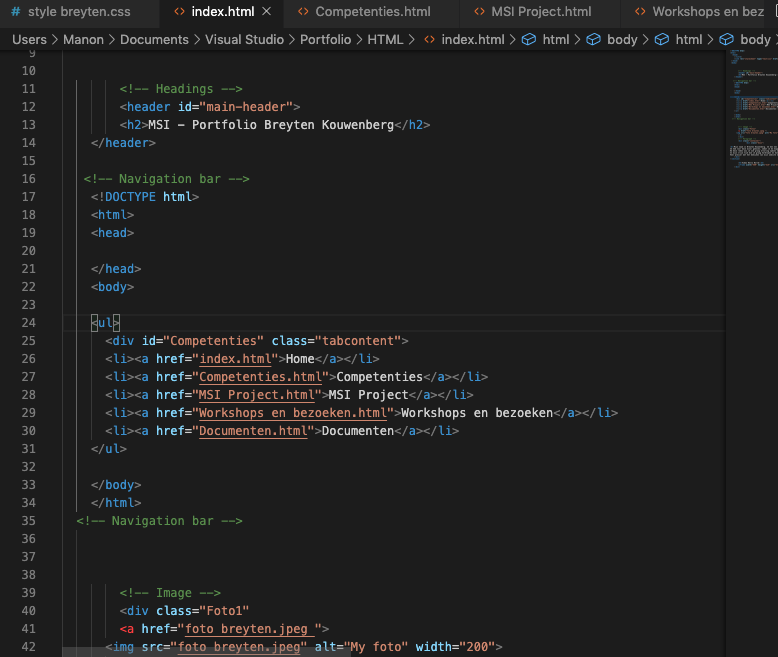 # style breyten.css <> index.html × <> Competenties.html <> MSI Project.html <> Workshops en bez
Users > Manon > Documents > Visual Studio > Portfolio > HTML > <> index.html > html > body > html > body
9
10
11 <!-- Headings -->
12 <header id="main-header">
13 <h2>MSI - Portfolio Breyten Kouwenberg</h2>
14 </header>
15
16 <!-- Navigation bar -->
17 <!DOCTYPE html>
18 <html>
19 <head>
20
21 </head>
22 <body>
23
24 <ul>
25 <div id="Competenties" class="tabcontent">
26 <li><a href="index.html">Home</a></li>
27 <li><a href="Competenties.html">Competenties</a></li>
28 <li><a href="MSI Project.html">MSI Project</a></li>
29 <li><a href="Workshops en bezoeken.html">Workshops en bezoeken</a></li>
30 <li><a href="Documenten.html">Documenten</a></li>
31 </ul>
32
33 </body>
34 </html>
35 <!-- Navigation bar -->
36
37
38
39 <!-- Image -->
40 <div class="Foto1"
41 <a href="foto breyten.jpeg ">
42 <img src="foto breyten.jpeg" alt="My foto" width="200">